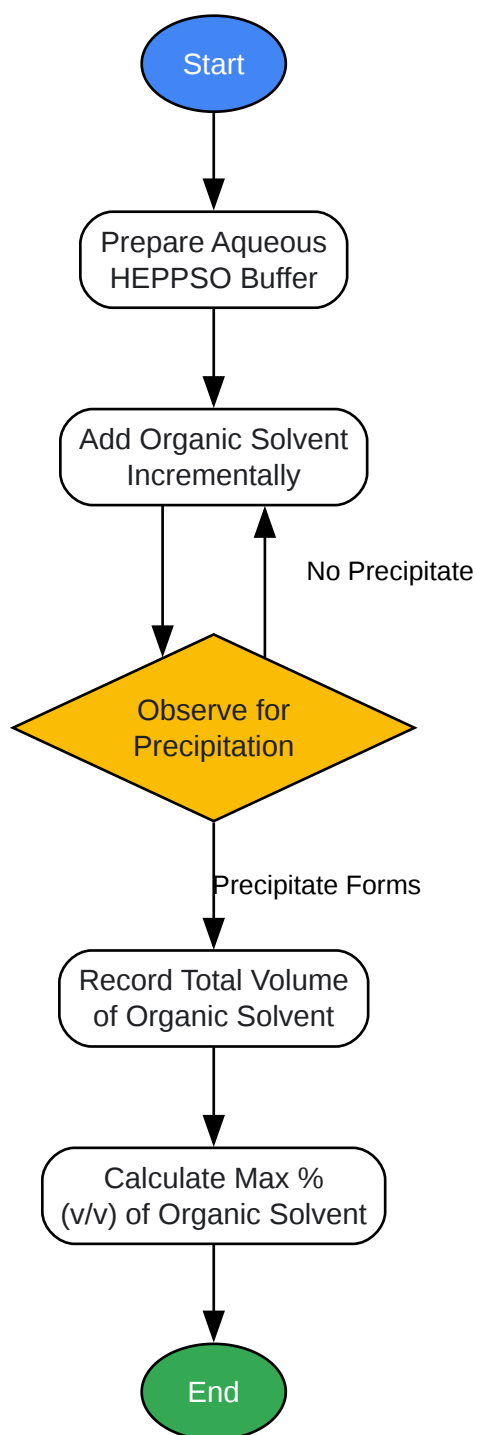 Start
Prepare Aqueous
HEPPSO Buffer
Add Organic Solvent
Incrementally
No Precipitate
Observe for
Precipitation
Precipitate Forms
Record Total Volume
of Organic Solvent
Calculate Max %
(v/v) of Organic Solvent
End